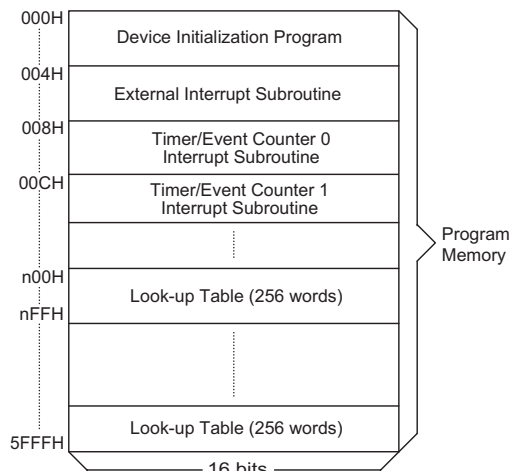 000H
Device Initialization Program
004H
External Interrupt Subroutine
008H
Timer/Event Counter 0
Interrupt Subroutine
00CH
Timer/Event Counter 1
Interrupt Subroutine
Program
Memory
n00H
Look-up Table (256 words)
nFFH
Look-up Table (256 words)
5FFFH
16 bits